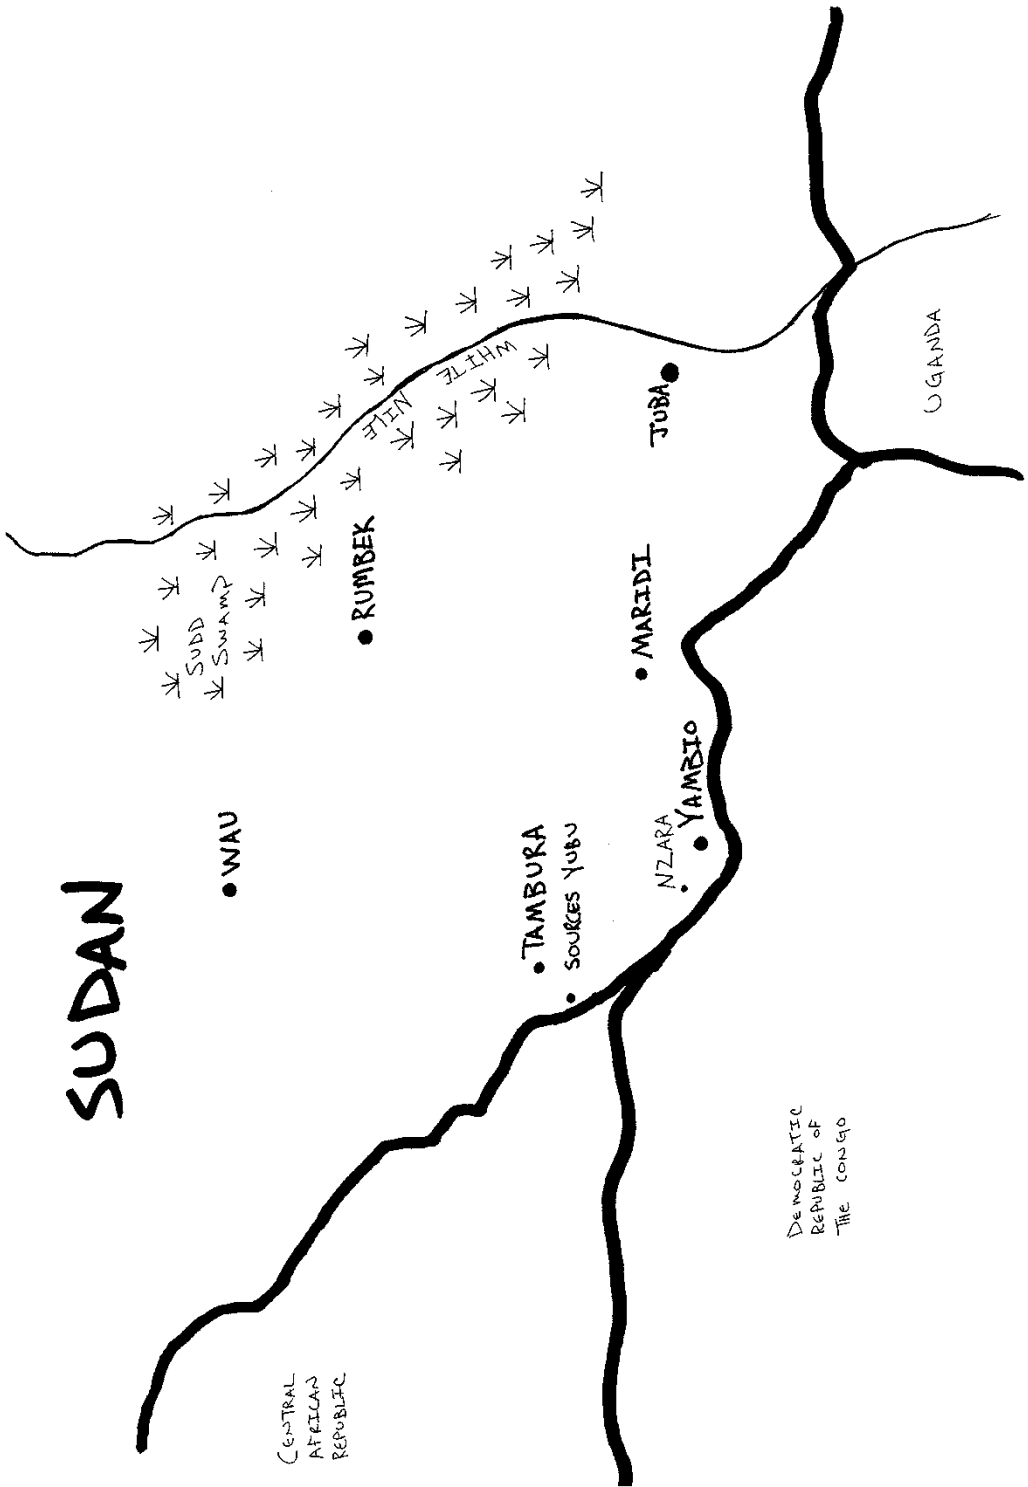 SUDAN
SUDD
SWAMP
WHITE
NILE
WAU
RUMBEK
TAMBURA
SOURCES YUBU
MARIDI
JUBA
NZARA
YAMBIO
CENTRAL
AFRICAN
REPUBLIC
DEMOCRATIC
REPUBLIC OF
THE CONGO
UGANDA